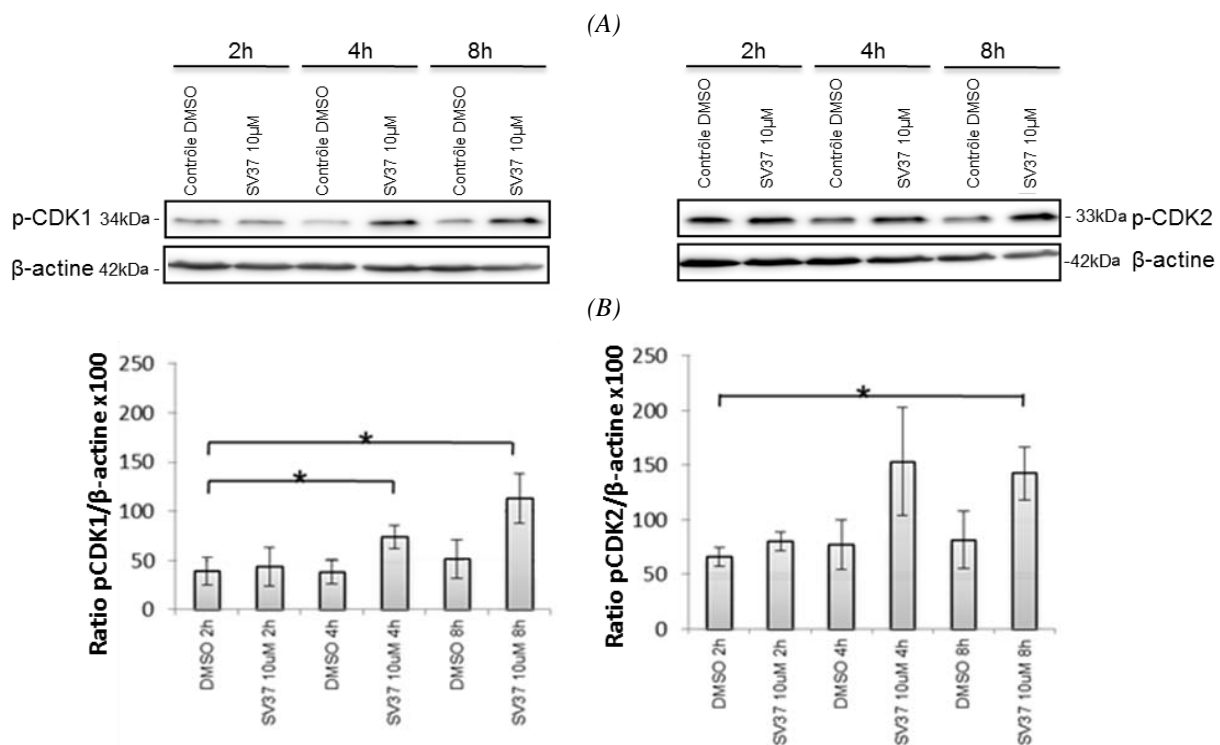 (A)
2h 4h 8h
Contrôle DMSO
SV37 10µM
Contrôle DMSO
SV37 10µM
Contrôle DMSO
SV37 10µM
p-CDK1 34kDa -
β-actine 42kDa -
2h 4h 8h
Contrôle DMSO
SV37 10µM
Contrôle DMSO
SV37 10µM
Contrôle DMSO
SV37 10µM
- 33kDa p-CDK2
-42kDa β-actine
(B)
Ratio pCDK1/β-actine x100
250
200
150
100
50
0
*
*
DMSO 2h
SV37 10uM 2h
DMSO 4h
SV37 10uM 4h
DMSO 8h
SV37 10uM 8h
Ratio pCDK2/β-actine x100
250
200
150
100
50
0
*
DMSO 2h
SV37 10uM 2h
DMSO 4h
SV37 10uM 4h
DMSO 8h
SV37 10uM 8h